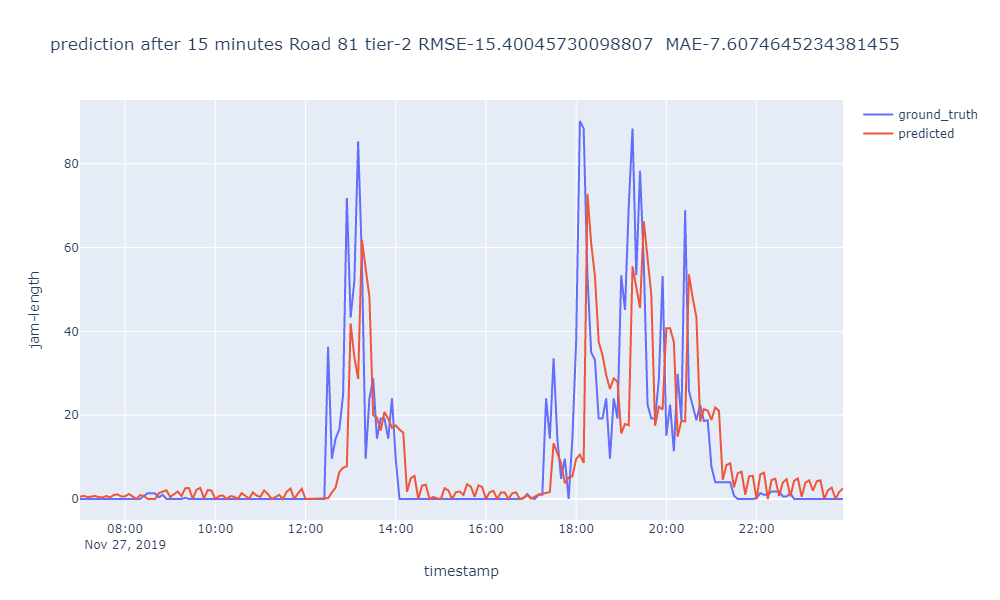 prediction after 15 minutes Road 81 tier-2 RMSE-15.40045730098807  MAE-7.6074645234381455
ground_truth
predicted
jam-length
80
60
40
20
0
08:00 10:00 12:00 14:00 16:00 18:00 20:00 22:00
Nov 27, 2019
timestamp